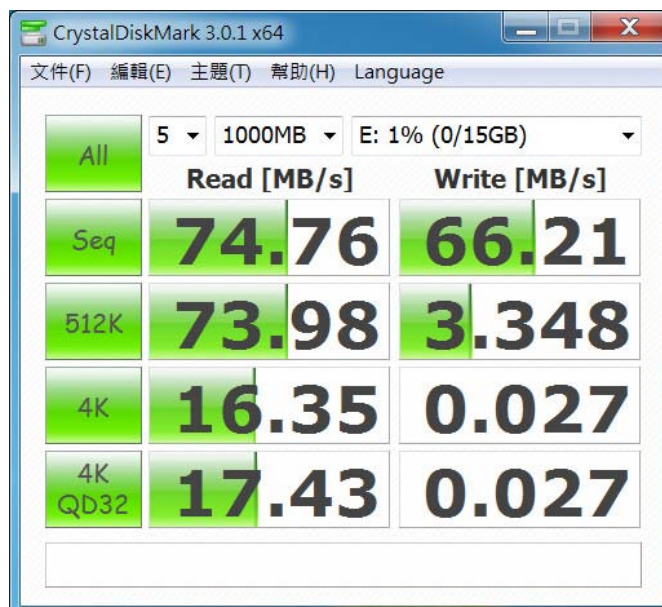 CrystalDiskMark 3.0.1 x64
文件(F) 編輯(E) 主題(T) 幫助(H) Language
All 5 1000MB E: 1% (0/15GB)
Read [MB/s] Write [MB/s]
Seq 74.76 66.21
512K 73.98 3.348
4K 16.35 0.027
4K QD32 17.43 0.027